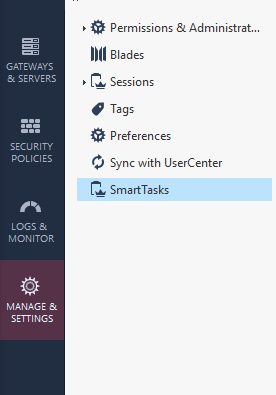 GATEWAYS
& SERVERS
SECURITY
POLICIES
LOGS &
MONITOR
MANAGE &
SETTINGS
Permissions & Administrat...
Blades
Sessions
Tags
Preferences
Sync with UserCenter
SmartTasks